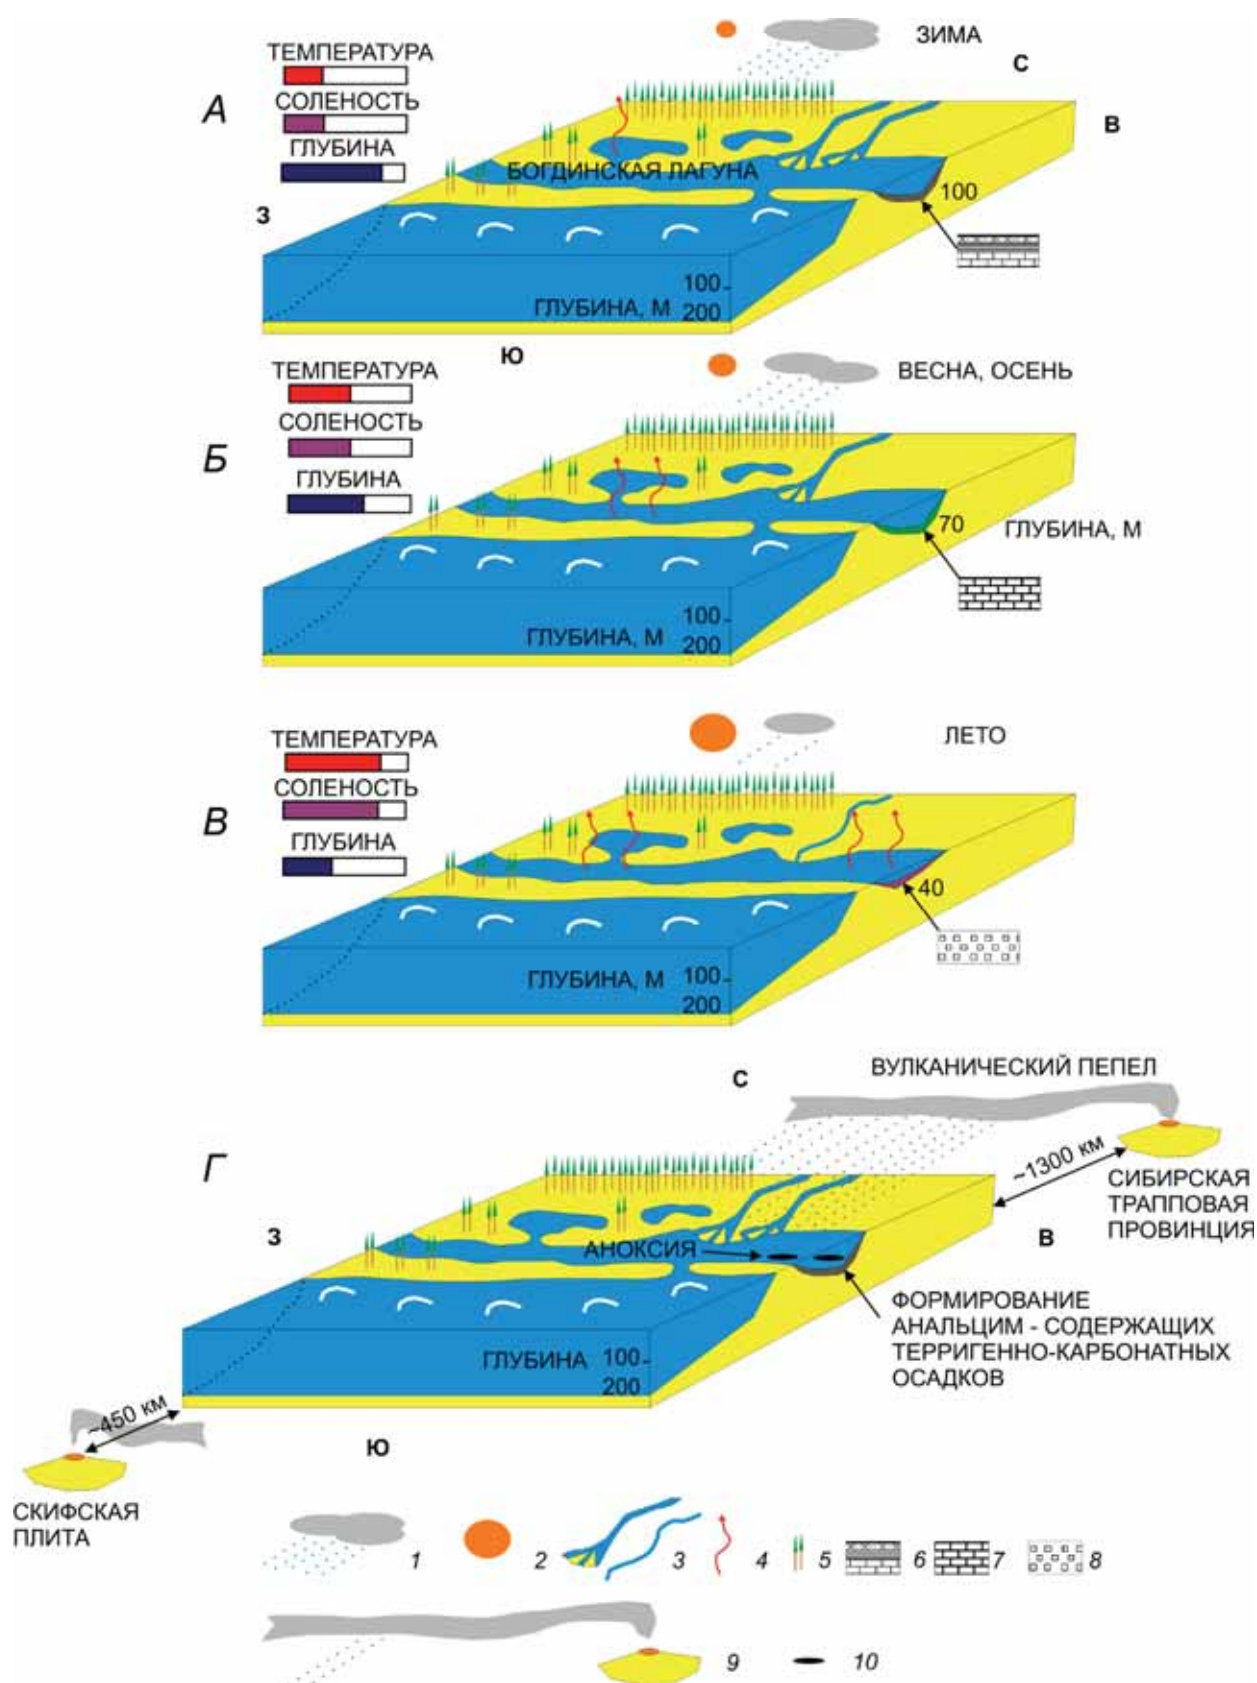 ЗИМА
С
В
А
ТЕМПЕРАТУРА
СОЛЕНОСТЬ
ГЛУБИНА
БОГДИНСКАЯ ЛАГУНА
100
З
100
ГЛУБИНА, М 200
Ю
ВЕСНА, ОСЕНЬ
Б
ТЕМПЕРАТУРА
СОЛЕНОСТЬ
ГЛУБИНА
70
ГЛУБИНА, М
100
ГЛУБИНА, М 200
ЛЕТО
В
ТЕМПЕРАТУРА
СОЛЕНОСТЬ
ГЛУБИНА
40
100
ГЛУБИНА, М 200
ВУЛКАНИЧЕСКИЙ ПЕПЕЛ
С
Г
~1300 км
СИБИРСКАЯ
ТРАППОВАЯ
ПРОВИНЦИЯ
З
В
АНОКСИЯ
ФОРМИРОВАНИЕ
АНАЛЬЦИМ - СОДЕРЖАЩИХ
ТЕРРИГЕННО-КАРБОНАТНЫХ
ОСАДКОВ
ГЛУБИНА 100
200
~450 км
Ю
СКИФСКАЯ
ПЛИТА
1 2 3 4 5 6 7 8
9 10